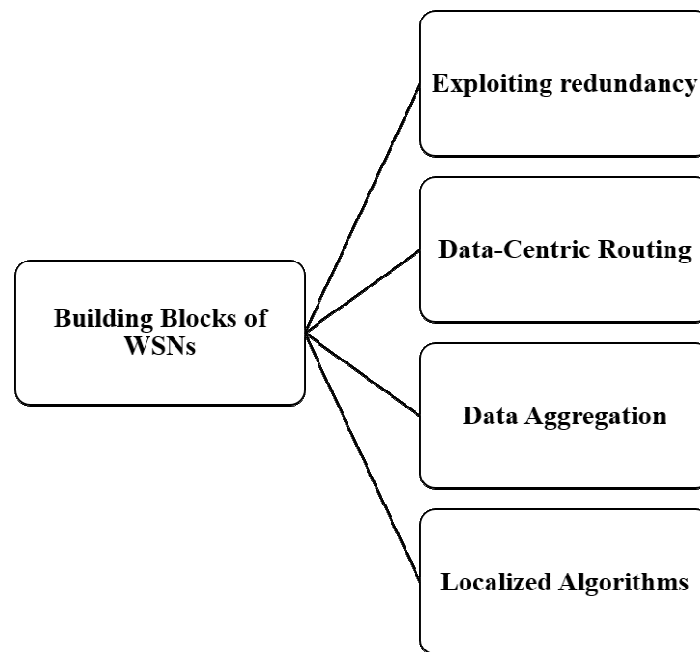 Exploiting redundancy
Data-Centric Routing
Building Blocks of
WSNs
Data Aggregation
Localized Algorithms